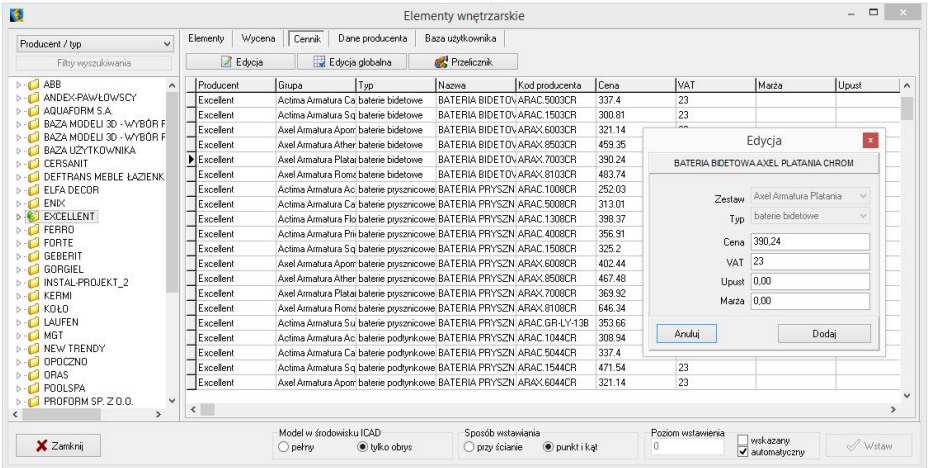 Elementy wnętrzarskie
Producent / typ
Filtry wyszukiwania
Elementy Wycena Cennik Dane producenta Baza użytkownika
Edycja Edycja globalna Przelicznik
ABB
ANDEX-PAWŁOWSCY
AQUAFORM S.A.
BAZA MODELI 3D - WYBÓR F
BAZA MODELI 3D - WYBÓR F
BAZA UŻYTKOWNIKA
CERSANIT
DEFTRANS MEBLE ŁAZIENK
ELFA DECOR
ENIX
EXCELLENT
FERRO
FORTE
GEBERIT
GORGIEL
INSTAL-PROJEKT_2
KERMI
KOŁO
LAUFEN
MGT
NEW TRENDY
OPOCZNO
ORAS
POOLSPA
PROFORM SP. Z O.O.
Producent Grupa Typ Nazwa Kod producenta Cena VAT Marża Upust
Excellent Actima Armatura Ca baterie bidetowe BATERIA BIDETOV ARAC.5003CR 337.4 23
Excellent Actima Armatura Sq baterie bidetowe BATERIA BIDETOV ARAC.1503CR 300.81 23
Excellent Axel Armatura Apom baterie bidetowe BATERIA BIDETOV ARAX.6003CR 321.14
Excellent Axel Armatura Ather baterie bidetowe BATERIA BIDETOV ARAX.8503CR 459.35
Excellent Axel Armatura Platai baterie bidetowe BATERIA BIDETOV ARAX.7003CR 390.24
Excellent Axel Armatura Roma baterie bidetowe BATERIA BIDETOV ARAX.8103CR 483.74
Excellent Actima Armatura Ac baterie prysznicowe BATERIA PRYSZN ARAC.1008CR 252.03
Excellent Actima Armatura Ca baterie prysznicowe BATERIA PRYSZN ARAC.5008CR 313.01
Excellent Actima Armatura Flo baterie prysznicowe BATERIA PRYSZN ARAC.1308CR 398.37
Excellent Actima Armatura Pri baterie prysznicowe BATERIA PRYSZN ARAC.4008CR 356.91
Excellent Actima Armatura Sq baterie prysznicowe BATERIA PRYSZN ARAC.1508CR 325.2
Excellent Axel Armatura Apom baterie prysznicowe BATERIA PRYSZN ARAX.6008CR 402.44
Excellent Axel Armatura Ather baterie prysznicowe BATERIA PRYSZN ARAX.8508CR 467.48
Excellent Axel Armatura Platai baterie prysznicowe BATERIA PRYSZN ARAX.7008CR 369.92
Excellent Axel Armatura Roma baterie prysznicowe BATERIA PRYSZN ARAX.8108CR 646.34
Excellent Actima Armatura Su baterie prysznicowe BATERIA PRYSZN ARAC.GR-LY-13B 353.66
Excellent Actima Armatura Ac baterie podtynkowe BATERIA PRYSZN ARAC.1044CR 308.94
Excellent Actima Armatura Ca baterie podtynkowe BATERIA PRYSZN ARAC.5044CR 337.4
Excellent Actima Armatura Sq baterie podtynkowe BATERIA PRYSZN ARAC.1544CR 471.54 23
Excellent Axel Armatura Apom baterie podtynkowe BATERIA PRYSZN ARAX.6044CR 321.14 23
Edycja
BATERIA BIDETOWA AXEL PLATANIA CHROM
Zestaw Axel Armatura Platania
Typ baterie bidetowe
Cena 390,24
VAT 23
Upust 0,00
Marża 0,00
Anuluj Dodaj
Zamknij
Model w środowisku ICAD
pełny tylko obrys
Sposób wstawiania
przy ścianie punkt i kąt
Poziom wstawienia
0
wskazany
automatyczny
Wstaw